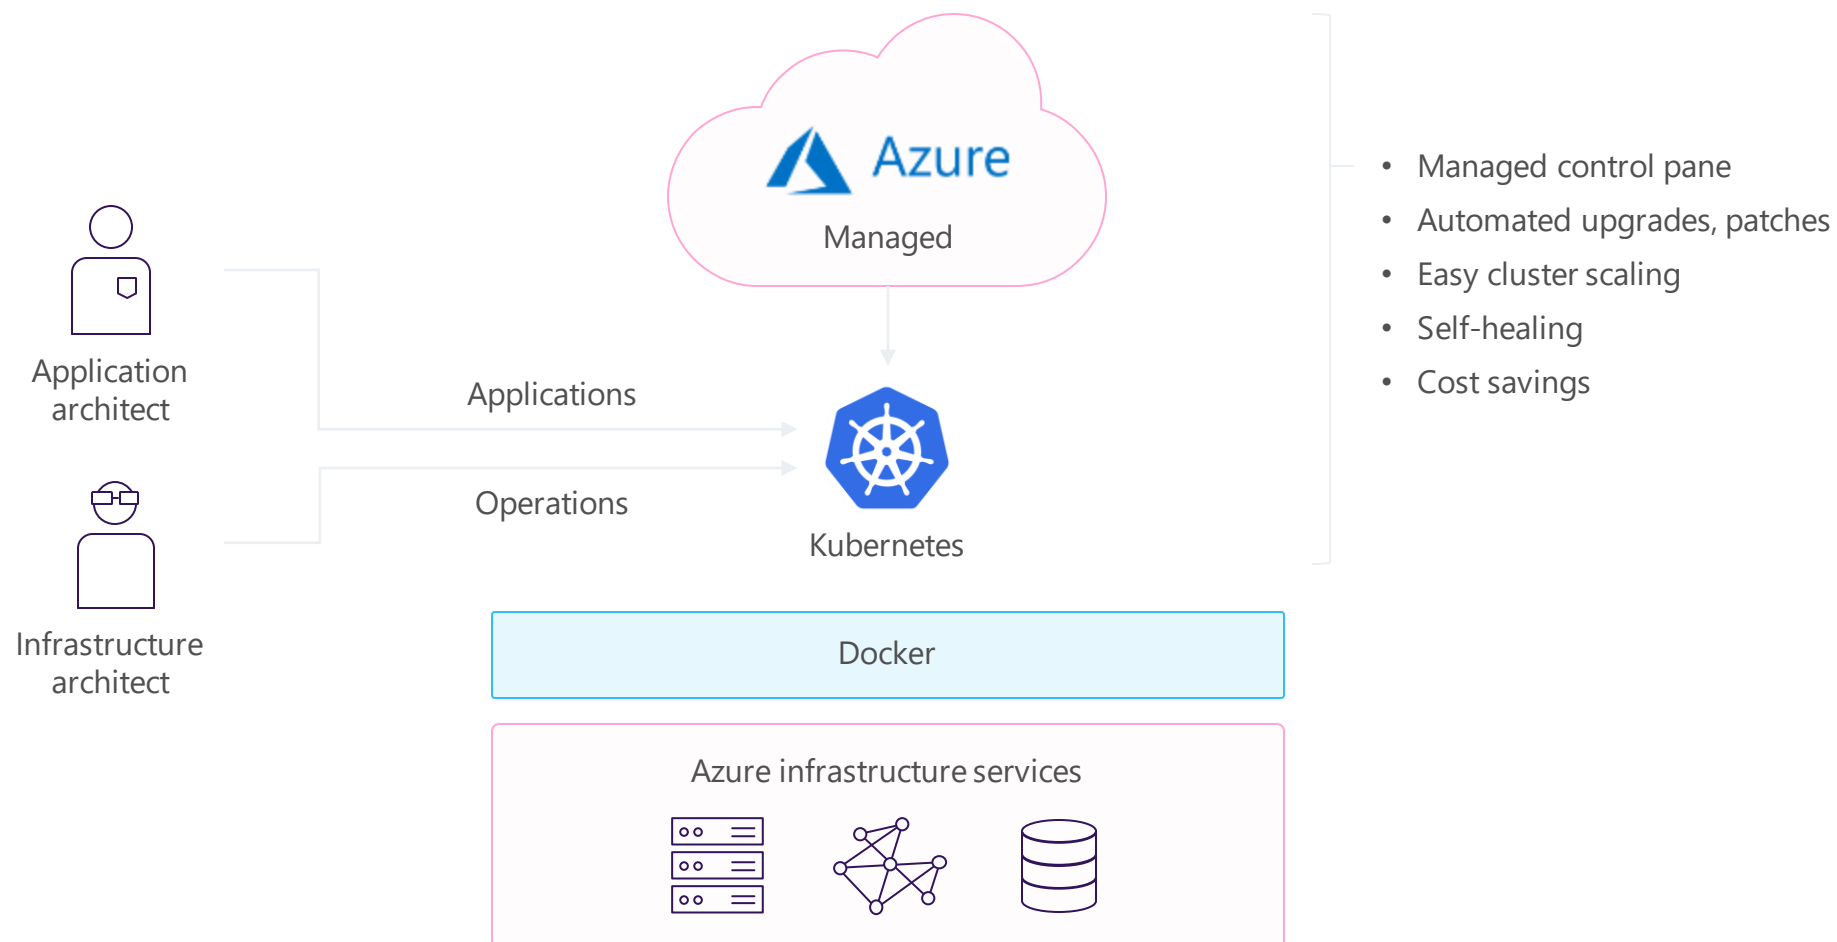 Azure
Managed
Application
architect
Applications
Operations
Kubernetes
Infrastructure
architect
Docker
Azure infrastructure services
• Managed control pane
• Automated upgrades, patches
• Easy cluster scaling
• Self-healing
• Cost savings